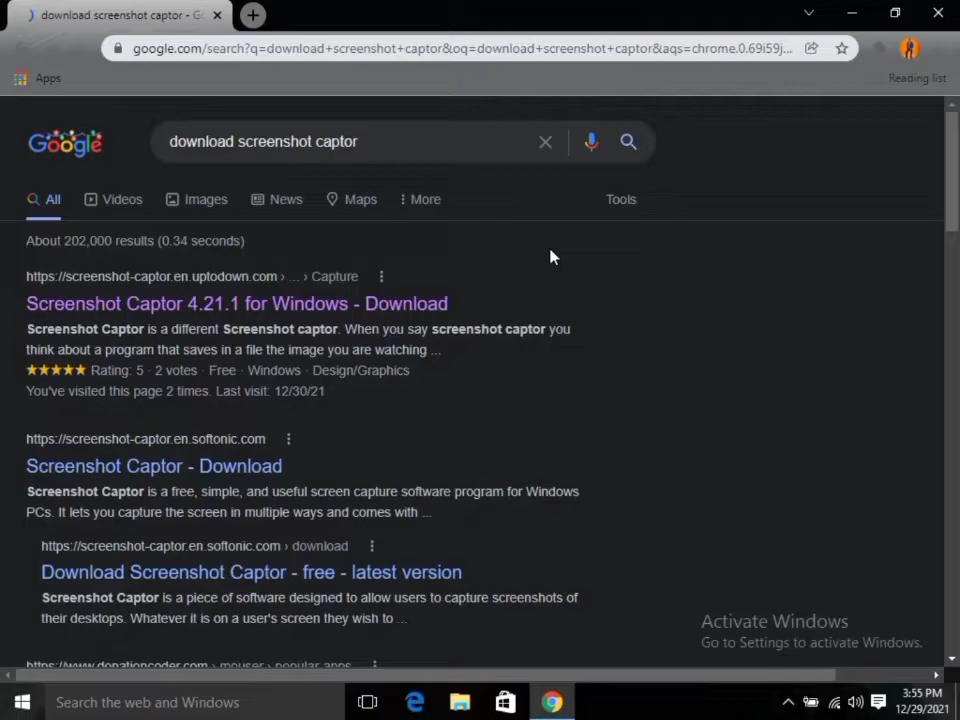 download screenshot captor - Go
google.com/search?q=download+screenshot+captor&oq=download+screenshot+captor&aqs=chrome.0.69i59j...
Apps
Reading list
Google
download screenshot captor
All Videos Images News Maps More Tools
About 202,000 results (0.34 seconds)
https://screenshot-captor.en.uptodown.com › ... › Capture
Screenshot Captor 4.21.1 for Windows - Download
Screenshot Captor is a different Screenshot captor. When you say screenshot captor you
think about a program that saves in a file the image you are watching ...
Rating: 5 · 2 votes · Free · Windows · Design/Graphics
You've visited this page 2 times. Last visit: 12/30/21
https://screenshot-captor.en.softonic.com
Screenshot Captor - Download
Screenshot Captor is a free, simple, and useful screen capture software program for Windows
PCs. It lets you capture the screen in multiple ways and comes with ...
https://screenshot-captor.en.softonic.com › download
Download Screenshot Captor - free - latest version
Screenshot Captor is a piece of software designed to allow users to capture screenshots of
their desktops. Whatever it is on a user's screen they wish to ...
https://www.donationcoder.com › mouser › popular-apps
Activate Windows
Go to Settings to activate Windows.
Search the web and Windows
3:55 PM
12/29/2021